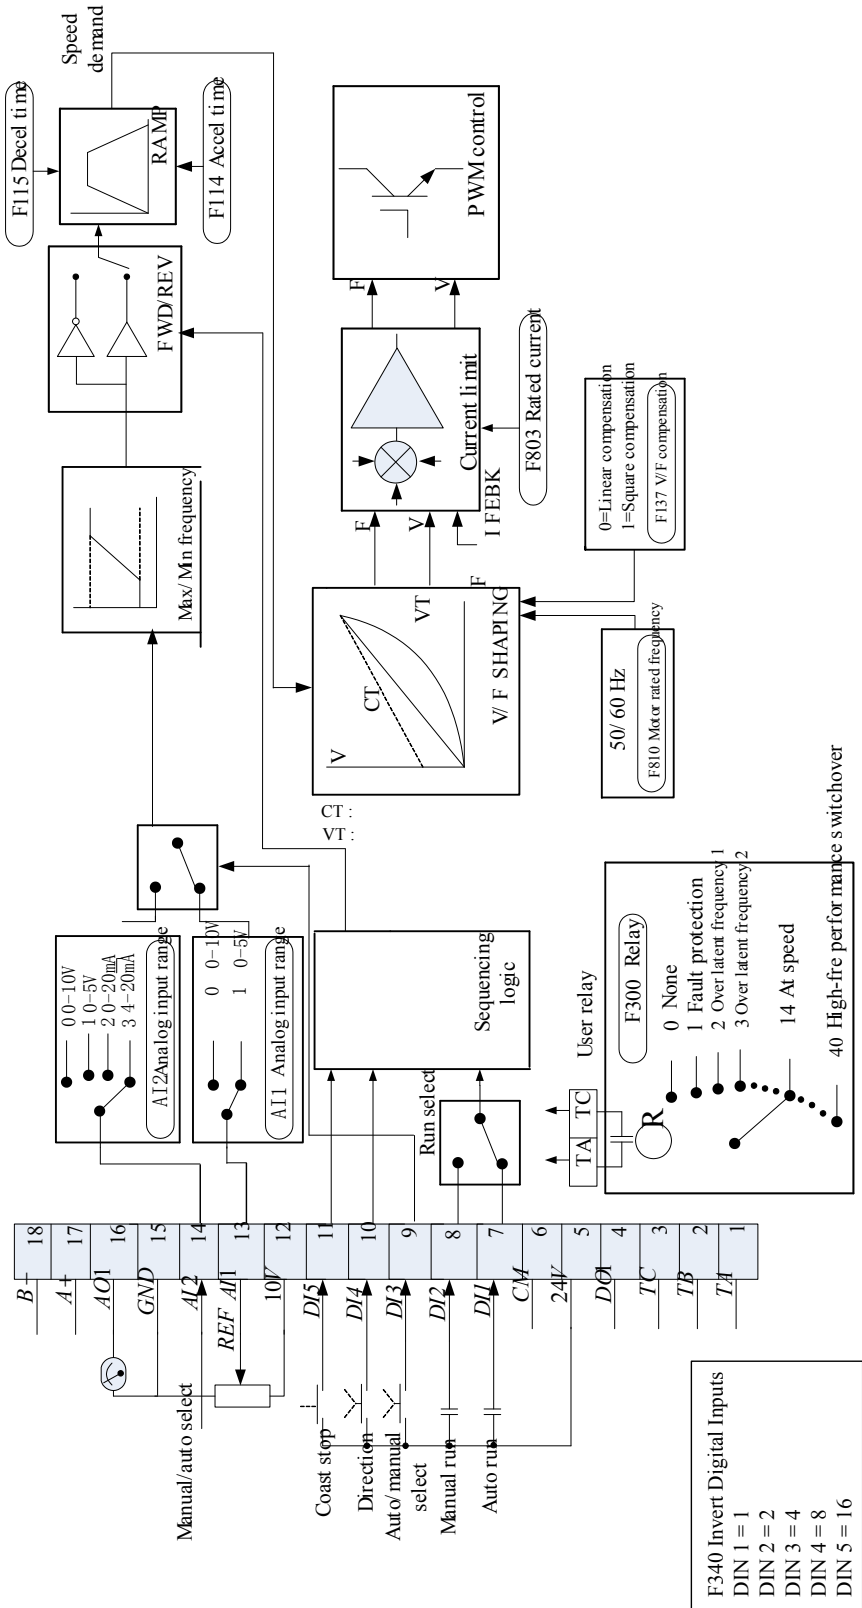 F115 Decel time
RAMP
F114 Accel time
Speed
demand
FWD/REV
Max/Min frequency
PWM control
F
V
Current limit
F803 Rated current
F
V
I FEBK
V
CT
VT
F
V/F SHAPING
CT :
VT :
0=Linear compensation
1=Square compensation
F137 V/F compensation
50/60 Hz
F810 Motor rated frequency
0 0-10V
1 0-5V
2 0-20mA
3 4-20mA
AI2Analog input range
0 0-10V
1 0-5V
AI1 Analog input range
Sequencing
logic
Run select
User relay
TA
TC
R
F300 Relay
0 None
1 Fault protection
2 Over latent frequency 1
3 Over latent frequency 2
14 At speed
40 High-fre performance switchover
B- 18
A+ 17
AO1 16
GND 15
AI2 14
REF AI1 13
10V 12
DI5 11
DI4 10
DI3 9
DI2 8
DI1 7
CM 6
24V 5
DO1 4
TC 3
TB 2
TA 1
Manual/auto select
Coast stop
Direction
Auto/manual
select
Manual run
Auto run
F340 Invert Digital Inputs
DIN 1 = 1
DIN 2 = 2
DIN 3 = 4
DIN 4 = 8
DIN 5 = 16